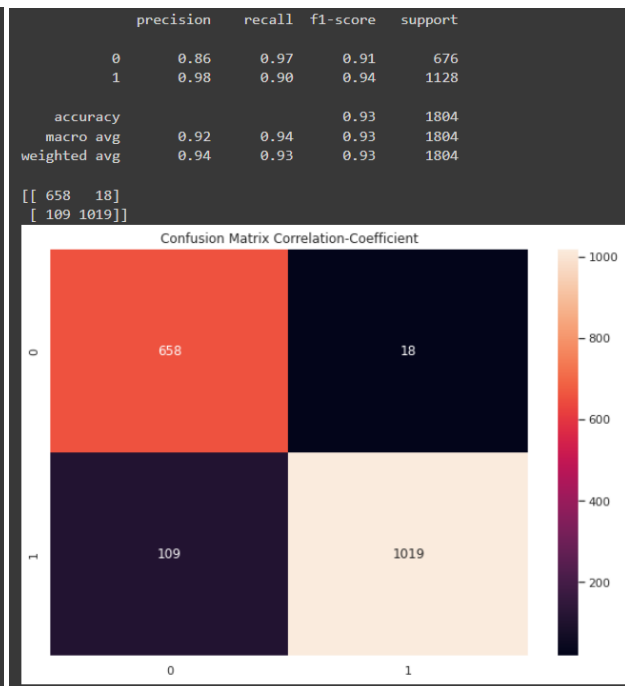 precision recall f1-score support
0 0.86 0.97 0.91 676
1 0.98 0.90 0.94 1128
accuracy 0.93 1804
macro avg 0.92 0.94 0.93 1804
weighted avg 0.94 0.93 0.93 1804
[[ 658 18]
[ 109 1019]]
Confusion Matrix Correlation-Coefficient
1000
0 658 18
800
600
400
1 109 1019
200
0 1